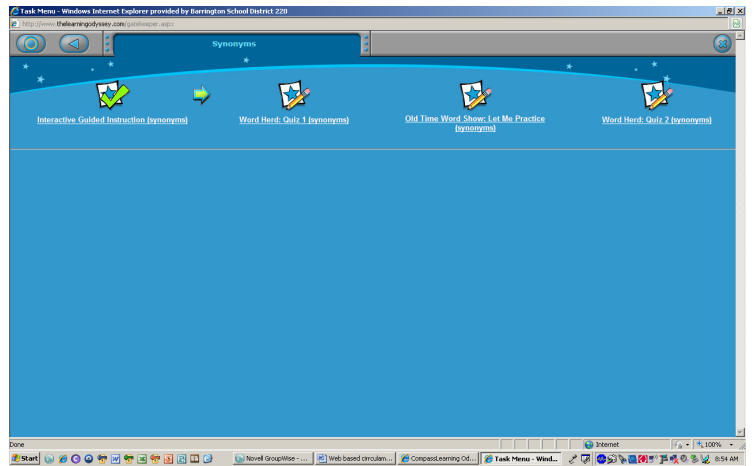 Task Menu - Windows Internet Explorer provided by Barrington School District 220
http://www.thelearningodyssey.com/gatekeeper.aspx
Synonyms
Interactive Guided Instruction (synonyms)
Word Herd: Quiz 1 (synonyms)
Old Time Word Show: Let Me Practice
(synonyms)
Word Herd: Quiz 2 (synonyms)
Done
Internet
100%
Start
Novell GroupWise - ...
Web based cirrculam...
CompassLearning Od...
Task Menu - Wind...
8:54 AM